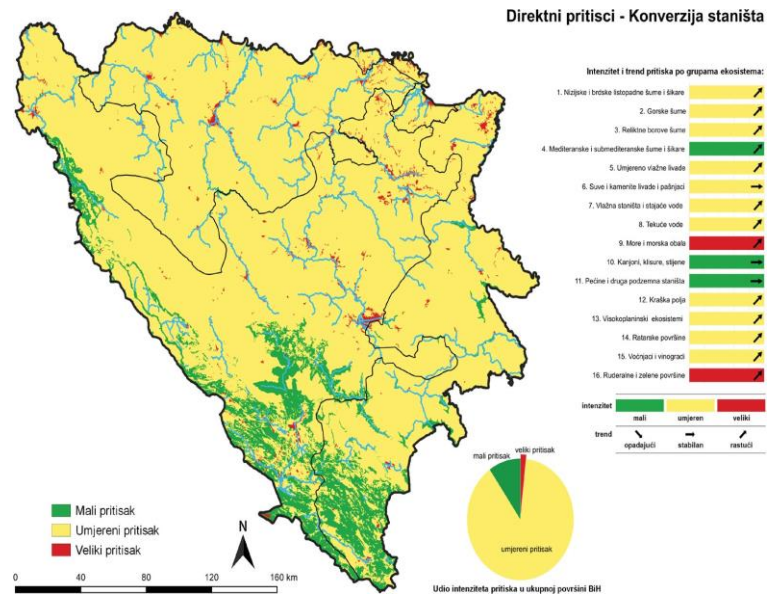 Direktni pritisci - Konverzija staništa
Intenzitet i trend pritiska po grupama ekosistema:
1. Nizijske i brdske listopadne šume i šikare
2. Gorske šume
3. Reliktne borove šume
4. Mediteranske i submediteranske šume i šikare
5. Umjereno vlažne livade
6. Suve i kamenite livade i pašnjaci
7. Vlažna staništa i stajaće vode
8. Tekuće vode
9. More i morska obala
10. Kanjoni, klisure, stijene
11. Pećine i druga podzemna staništa
12. Kraška polja
13. Visokoplaninski ekosistemi
14. Ratarske površine
15. Voćnjaci i vinogradi
16. Ruderalne i zelene površine
intenzitet
mali umjeren veliki
trend
opadajući stabilan rastući
Mali pritisak
Umjereni pritisak
Veliki pritisak
N
0 40 80 120 160 km
mali pritisak
veliki pritisak
umjereni pritisak
Udio intenziteta pritiska u ukupnoj površini BiH